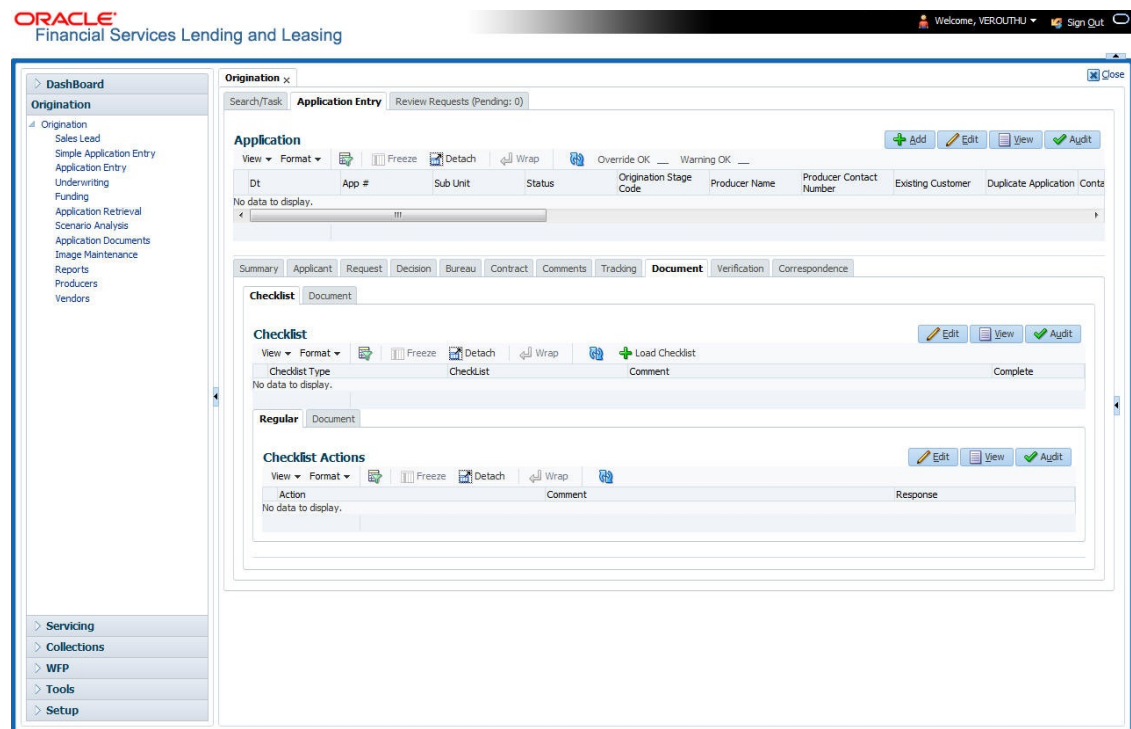 ORACLE
Financial Services Lending and Leasing
Welcome, VEROUTHU
Sign Out
Close
DashBoard
Origination
Origination
Sales Lead
Simple Application Entry
Application Entry
Underwriting
Funding
Application Retrieval
Scenario Analysis
Application Documents
Image Maintenance
Reports
Producers
Vendors
Servicing
Collections
WFP
Tools
Setup
Origination x
Search/Task Application Entry Review Requests (Pending: 0)
Application
Add Edit View Audit
View Format Freeze Detach Wrap Override OK __ Warning OK __
Dt App # Sub Unit Status Origination Stage Code Producer Name Producer Contact Number Existing Customer Duplicate Application Conta
No data to display.
Summary Applicant Request Decision Bureau Contract Comments Tracking Document Verification Correspondence
Checklist Document
Checklist
Edit View Audit
View Format Freeze Detach Wrap Load Checklist
Checklist Type CheckList Comment Complete
No data to display.
Regular Document
Checklist Actions
Edit View Audit
View Format Freeze Detach Wrap
Action Comment Response
No data to display.